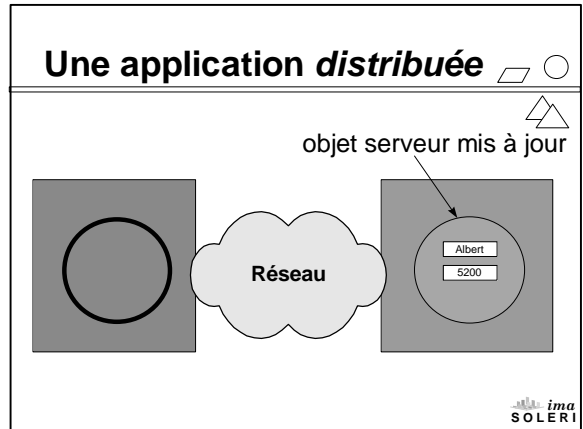 Une application distribuée
objet serveur mis à jour
Albert
5200
Réseau
ima
SOLERI